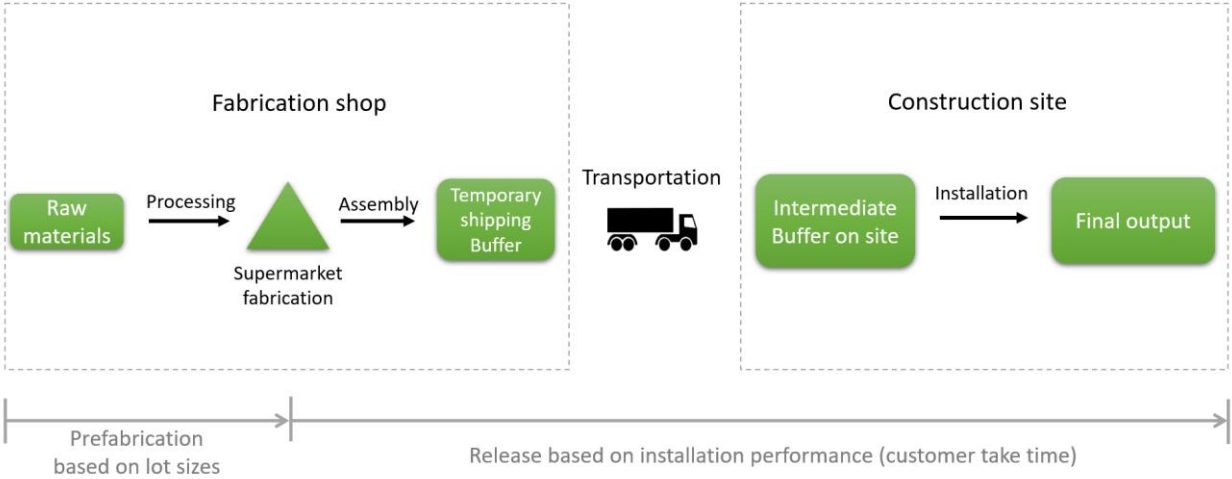 Fabrication shop
Construction site
Raw
materials
Processing
Supermarket
fabrication
Assembly
Temporary
shipping
Buffer
Transportation
Intermediate
Buffer on site
Installation
Final output
Prefabrication
based on lot sizes
Release based on installation performance (customer take time)